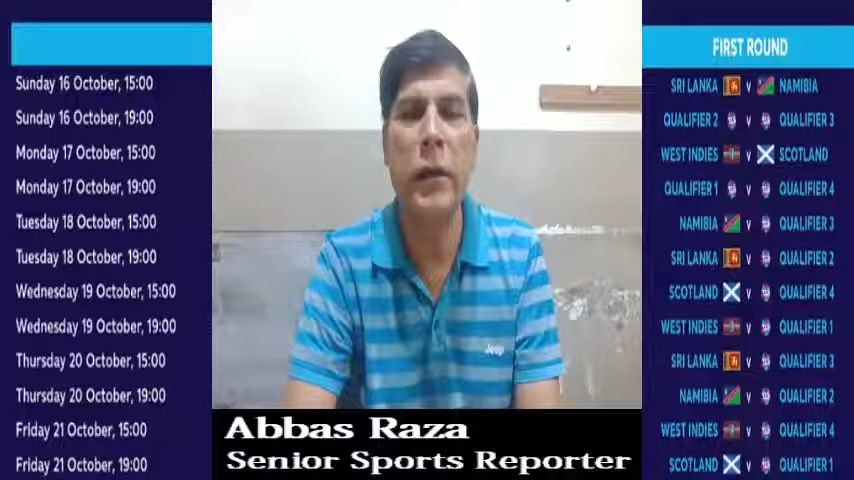 FIRST ROUND
Sunday 16 October, 15:00 SRI LANKA v NAMIBIA
Sunday 16 October, 19:00 QUALIFIER 2 v QUALIFIER 3
Monday 17 October, 15:00 WEST INDIES v SCOTLAND
Monday 17 October, 19:00 QUALIFIER 1 v QUALIFIER 4
Tuesday 18 October, 15:00 NAMIBIA v QUALIFIER 3
Tuesday 18 October, 19:00 SRI LANKA v QUALIFIER 2
Wednesday 19 October, 15:00 SCOTLAND v QUALIFIER 4
Wednesday 19 October, 19:00 WEST INDIES v QUALIFIER 1
Thursday 20 October, 15:00 SRI LANKA v QUALIFIER 3
Thursday 20 October, 19:00 NAMIBIA v QUALIFIER 2
Friday 21 October, 15:00 WEST INDIES v QUALIFIER 4
Friday 21 October, 19:00 SCOTLAND v QUALIFIER 1
Jeep
Abbas Raza
Senior Sports Reporter